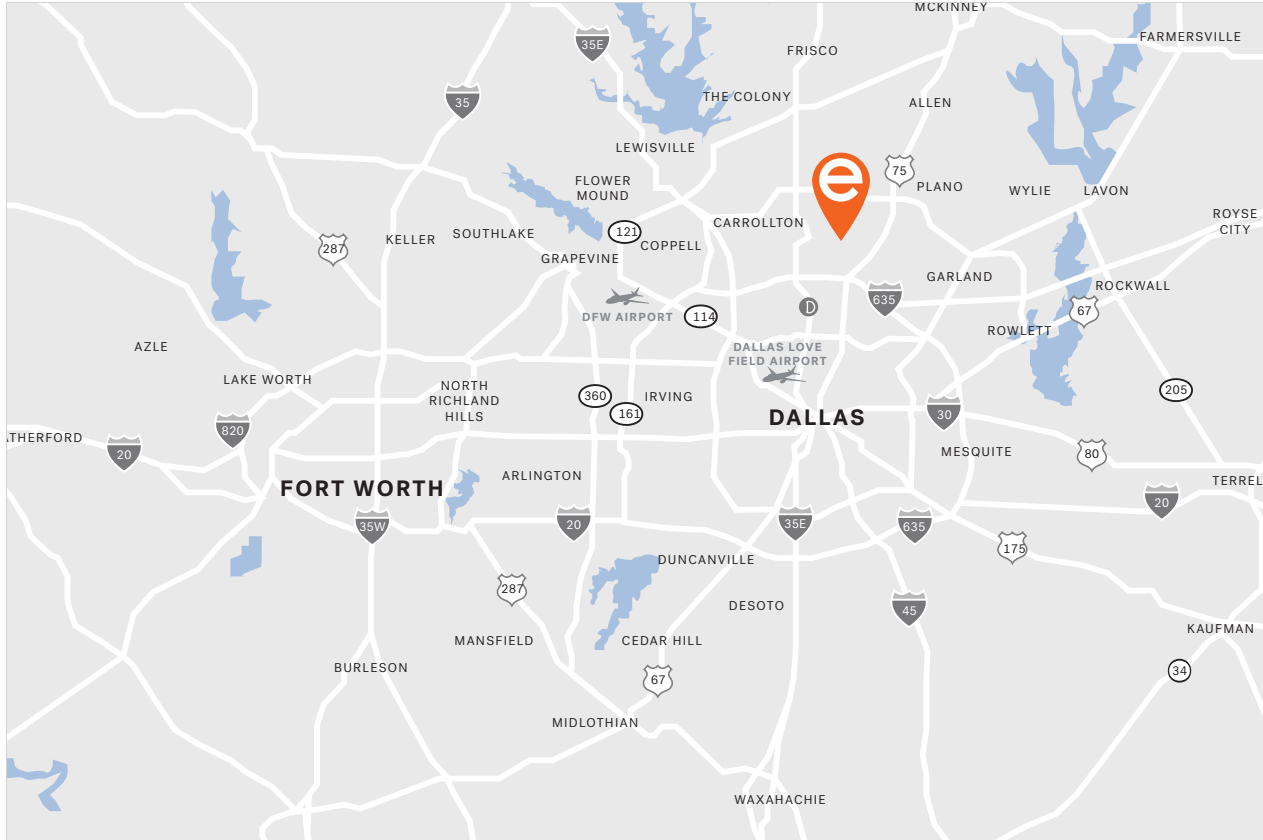 MCKINNEY
FARMERSVILLE
35E
FRISCO
THE COLONY
35
ALLEN
LEWISVILLE
75
e
FLOWER
MOUND
PLANO
WYLIE
LAVON
ROYSE
CITY
CARROLLTON
121
SOUTHLAKE
KELLER
COPPELL
287
GRAPEVINE
GARLAND
ROCKWALL
635
D
67
DFW AIRPORT
114
ROWLETT
AZLE
DALLAS LOVE
FIELD AIRPORT
LAKE WORTH
NORTH
RICHLAND
HILLS
360
IRVING
205
161
30
DALLAS
820
ATHERFORD
20
MESQUITE
80
ARLINGTON
TERREL
FORT WORTH
20
35W
20
35E
635
175
DUNCANVILLE
287
DESOTO
45
KAUFMAN
MANSFIELD
CEDAR HILL
BURLESON
34
67
MIDLOTHIAN
WAXAHACHIE